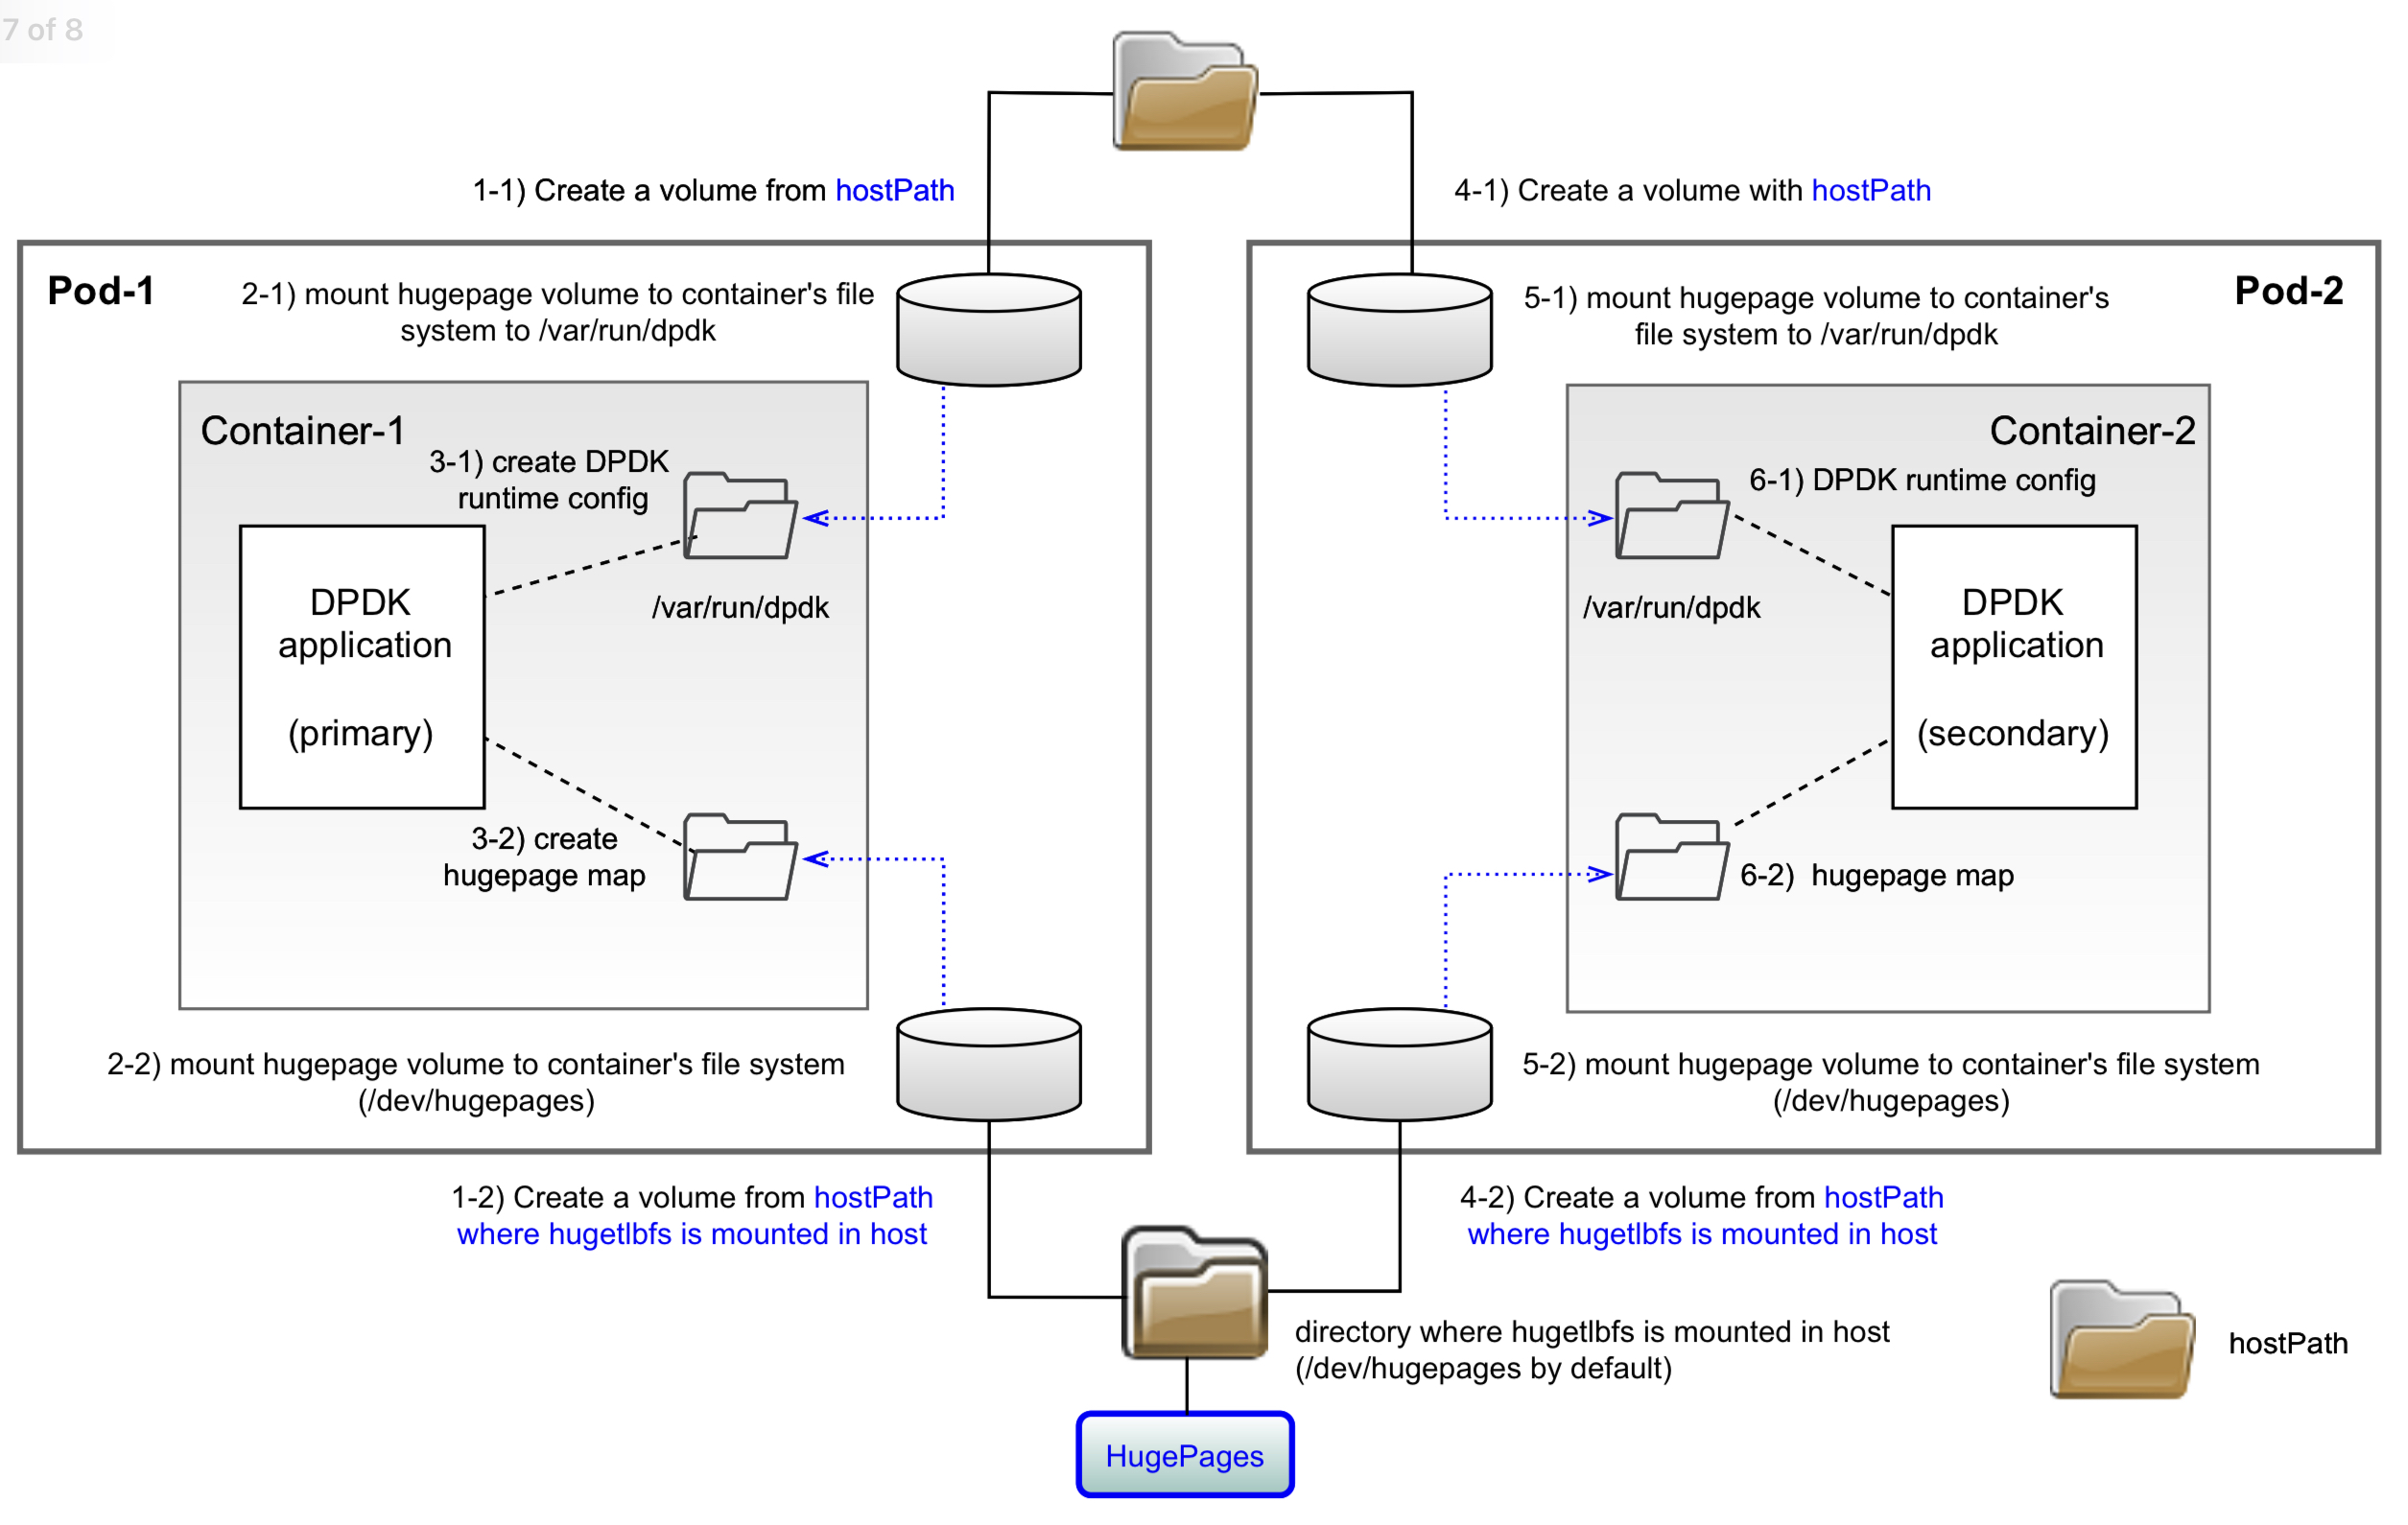 7 of 8
1-1) Create a volume from hostPath
4-1) Create a volume with hostPath
Pod-1
2-1) mount hugepage volume to container's file
system to /var/run/dpdk
Container-1
3-1) create DPDK
runtime config
/var/run/dpdk
DPDK
application
(primary)
3-2) create
hugepage map
2-2) mount hugepage volume to container's file system
(/dev/hugepages)
Pod-2
5-1) mount hugepage volume to container's
file system to /var/run/dpdk
Container-2
6-1) DPDK runtime config
/var/run/dpdk
DPDK
application
(secondary)
6-2) hugepage map
5-2) mount hugepage volume to container's file system
(/dev/hugepages)
1-2) Create a volume from hostPath
where hugetlbfs is mounted in host
4-2) Create a volume from hostPath
where hugetlbfs is mounted in host
directory where hugetlbfs is mounted in host
(/dev/hugepages by default)
hostPath
HugePages